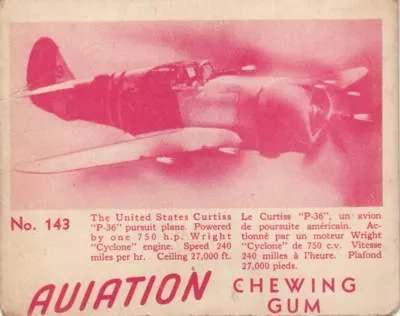 No. 143
The United States Curtiss
"P-36" pursuit plane. Powered
by one 750 h.p. Wright
"Cyclone" engine. Speed 240
miles per hr. Ceiling 27,000 ft.
Le Curtiss "P-36", un avion
de poursuite américain. Ac-
tionné par un moteur Wright
"Cyclone" de 750 c.v. Vitesse
240 milles à l'heure. Plafond
27,000 pieds.
AVIATION CHEWING
GUM